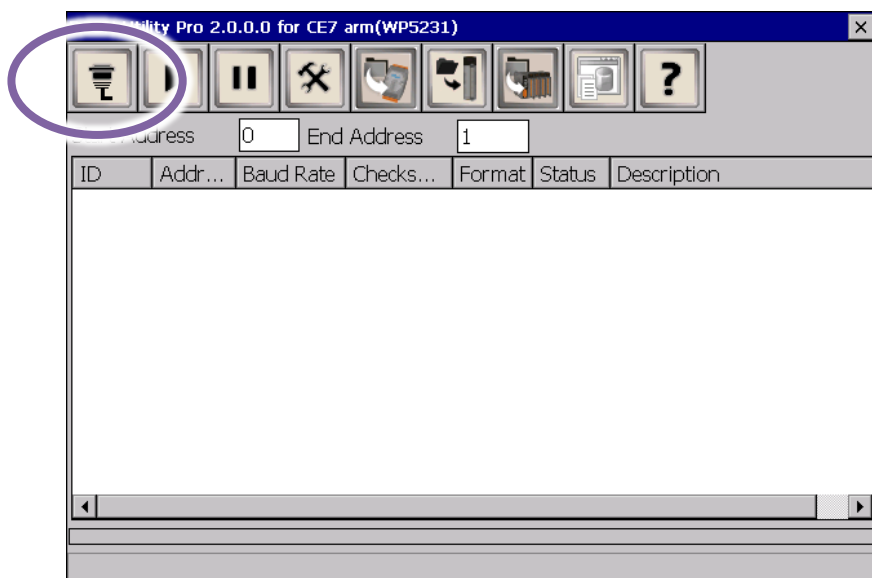 ility Pro 2.0.0.0 for CE7 arm(WP5231)
?
Address 0 End Address 1
ID Addr... Baud Rate Checks... Format Status Description